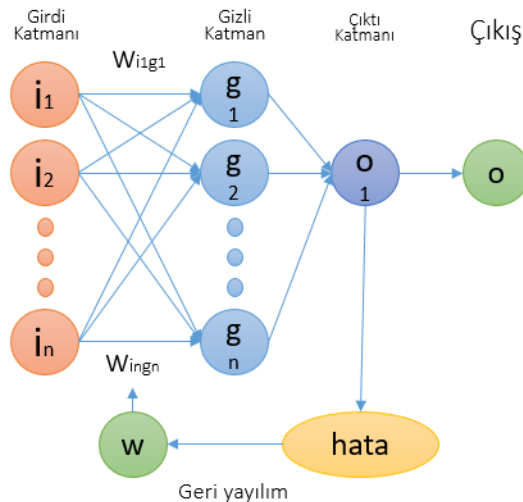 Girdi
Katmanı
Gizli
Katman
Çıktı
Katmanı
Çıkış
Wi1g1
i1
g
1
i2
g
2
o
1
o
in
g
n
Wingn
w
hata
Geri yayılım